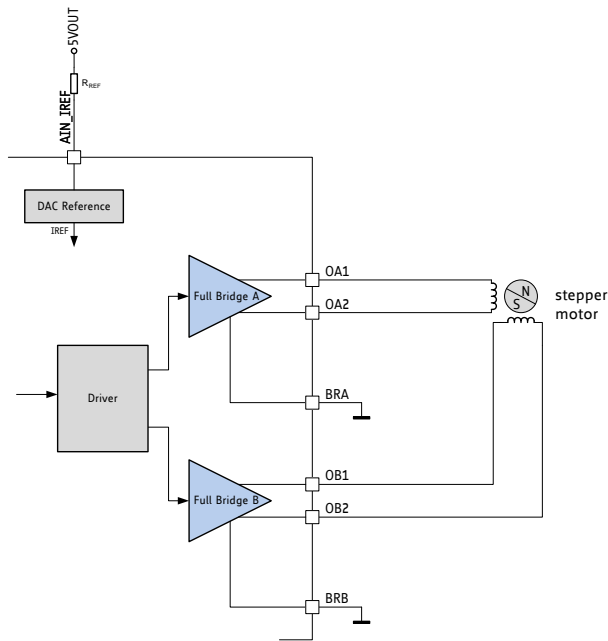 5VOUT
RREF
AIN_IREF
DAC Reference
IREF
OA1
Full Bridge A
N
S
stepper
motor
OA2
Driver
BRA
OB1
Full Bridge B
OB2
BRB